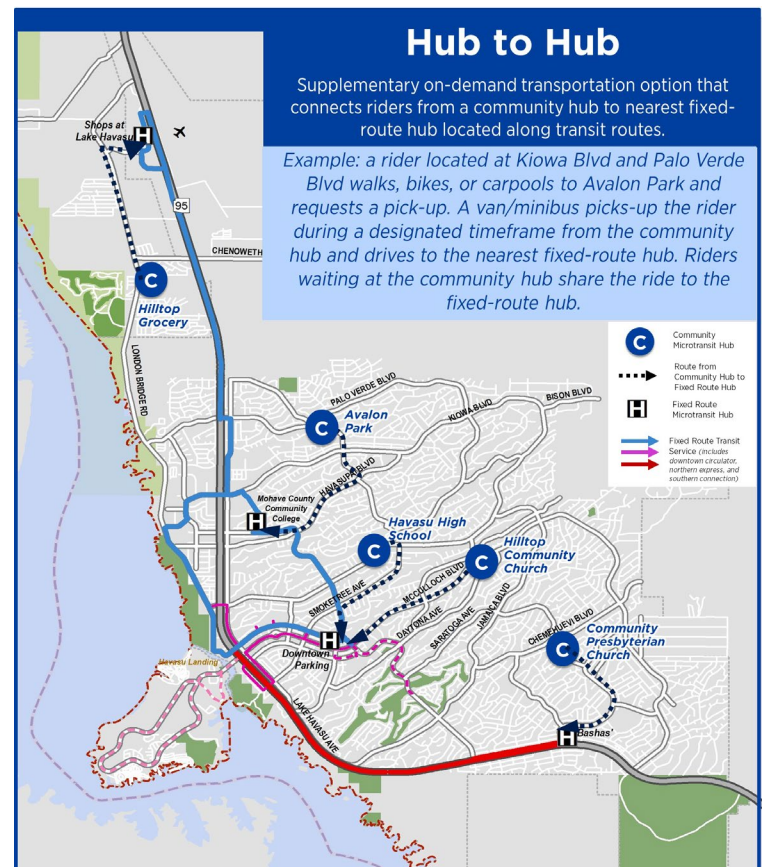 Hub to Hub
Supplementary on-demand transportation option that
connects riders from a community hub to nearest fixed-
route hub located along transit routes.
Example: a rider located at Kiowa Blvd and Palo Verde
Blvd walks, bikes, or carpools to Avalon Park and
requests a pick-up. A van/minibus picks-up the rider
during a designated timeframe from the community
hub and drives to the nearest fixed-route hub. Riders
waiting at the community hub share the ride to the
fixed-route hub.
C
Community
Microtransit Hub
Route from
Community Hub to
Fixed Route Hub
H
Fixed Route
Microtransit Hub
Fixed Route Transit
Service (includes
downtown circulator,
northern express, and
southern connection)
Shops at
Lake Havasu
H
95
CHENOWETH
C
Hilltop
Grocery
LONDON BRIDGE RD
PALO VERDE BLVD
KIOWA BLVD
BISON BLVD
C
Avalon
Park
HAVASUPAI BLVD
Mohave County
Community
College
H
Havasu High
School
C
Hilltop
Community
Church
C
SMOKETREE AVE
MCCULLOCH BLVD
DAYTONA AVE
SARATOGA AVE
JAMAICA BLVD
CHEMEHUEVI BLVD
Community
Presbyterian
Church
C
H
Downtown
Parking
Havasu Landing
LAKE HAVASU AVE
H
Bashas'